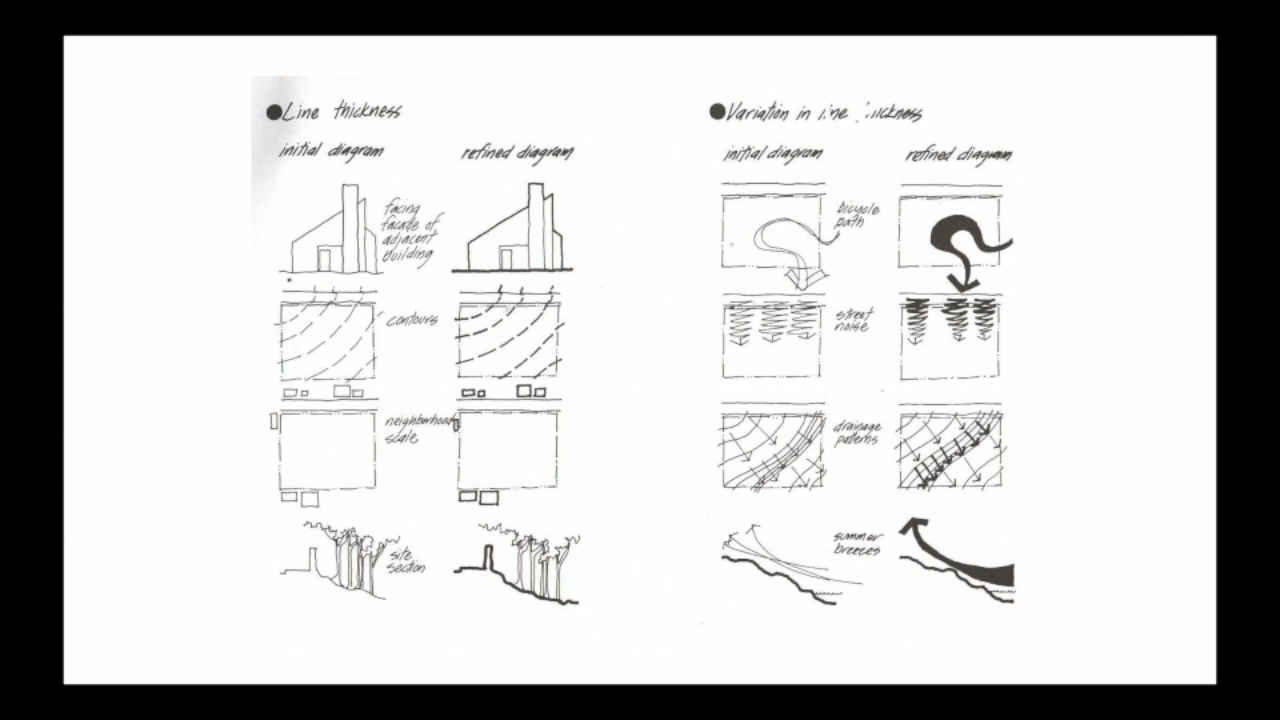 Line thickness
initial diagram
refined diagram
facing
facade of
adjacent
building
contours
neighborhood
scale
site
section
Variation in line
initial diagram
refined diagram
bicycle
path
street
noise
drainage
patterns
summer
breezes